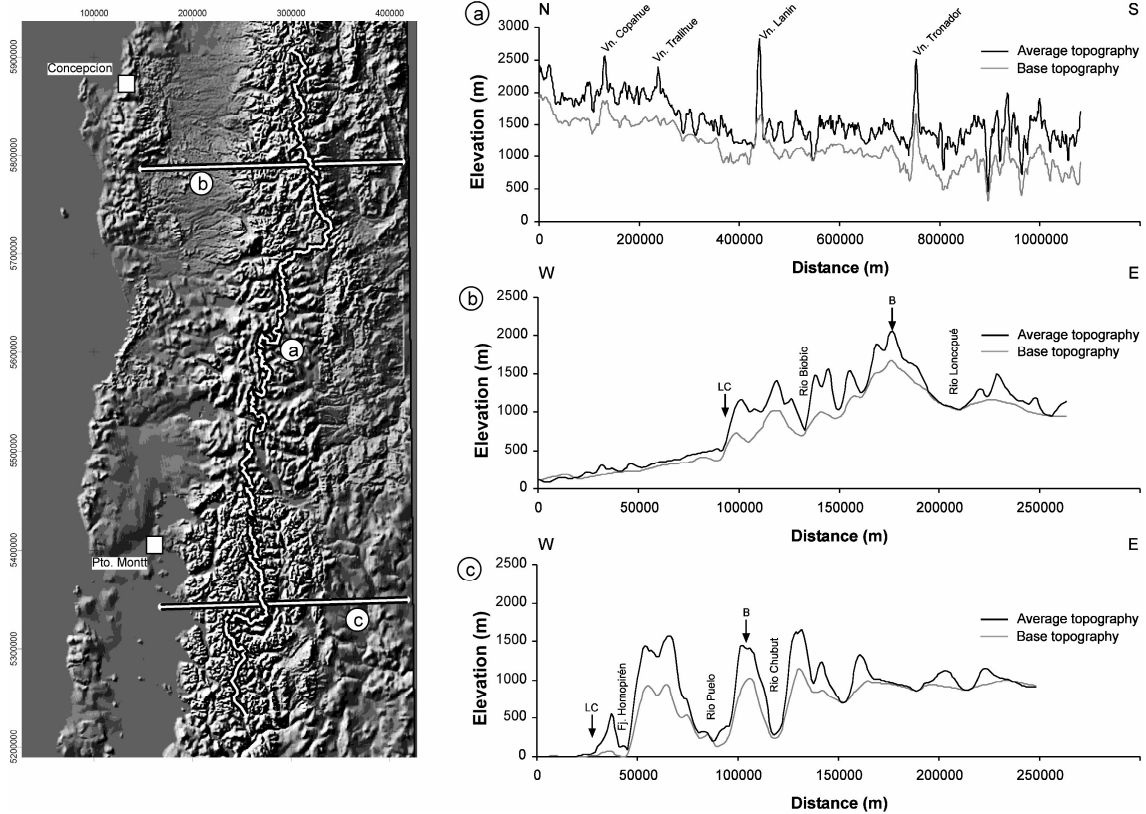 100000 200000 300000 400000
5900000
5800000
5700000
5600000
5500000
5400000
5300000
5200000
Concepcion
b
a
Pto. Montt
c
a
N
S
Vn. Copahue
Vn. Tralihue
Vn. Lanin
Vn. Tronador
Average topography
Base topography
Elevation (m)
3000
2500
2000
1500
1000
500
0
0 200000 400000 600000 800000 1000000
Distance (m)
b
W
E
Average topography
Base topography
Elevation (m)
2500
2000
1500
1000
500
0
LC
Rio Biobic
B
Rio Loncopué
0 50000 100000 150000 200000 250000
Distance (m)
c
W
E
Average topography
Base topography
Elevation (m)
2500
2000
1500
1000
500
0
LC
Fj. Hornopirén
Rio Puelo
B
Rio Chubut
0 50000 100000 150000 200000 250000
Distance (m)